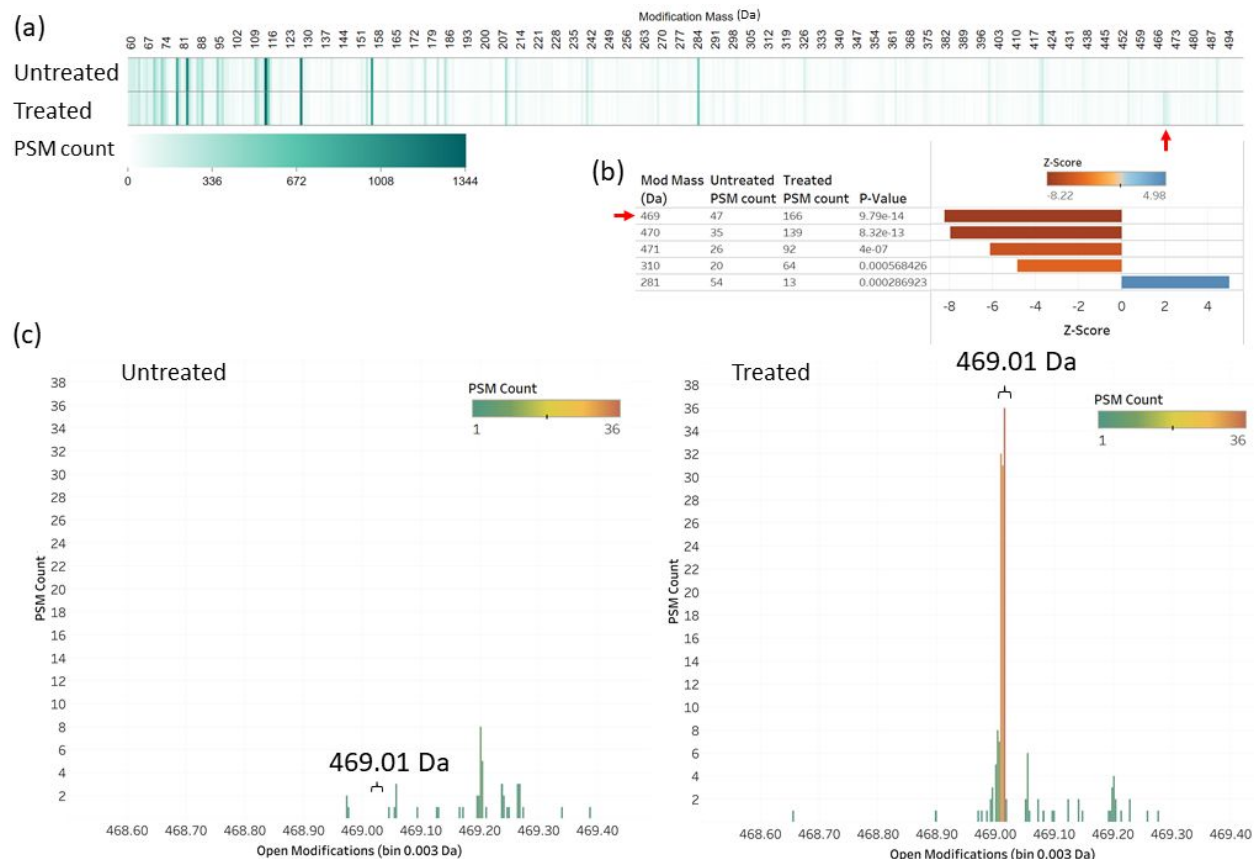 (a)
Modification Mass (Da)
60 67 74 81 88 95 102 109 116 123 130 137 144 151 158 165 172 179 186 193 200 207 214 221 228 235 242 249 256 263 270 277 284 291 298 305 312 319 326 333 340 347 354 361 368 375 382 389 396 403 410 417 424 431 438 445 452 459 466 473 480 487 494
Untreated
Treated
PSM count
0 336 672 1008 1344
(b)
Mod Mass (Da) Untreated PSM count Treated PSM count P-Value
469 47 166 9.79e-14
470 35 139 8.32e-13
471 26 92 4e-07
310 20 64 0.000568426
281 54 13 0.000286923
Z-Score
-8.22 4.98
-8 -6 -4 -2 0 2 4
Z-Score
(c)
Untreated
PSM Count
1 36
38
36
34
32
30
28
26
24
22
20
18
16
14
12
10
8
6
4
2
PSM Count
469.01 Da
468.60 468.70 468.80 468.90 469.00 469.10 469.20 469.30 469.40
Open Modifications (bin 0.003 Da)
Treated
469.01 Da
PSM Count
1 36
38
36
34
32
30
28
26
24
22
20
18
16
14
12
10
8
6
4
2
PSM Count
468.60 468.70 468.80 468.90 469.00 469.10 469.20 469.30 469.40
Open Modifications (bin 0.003 Da)